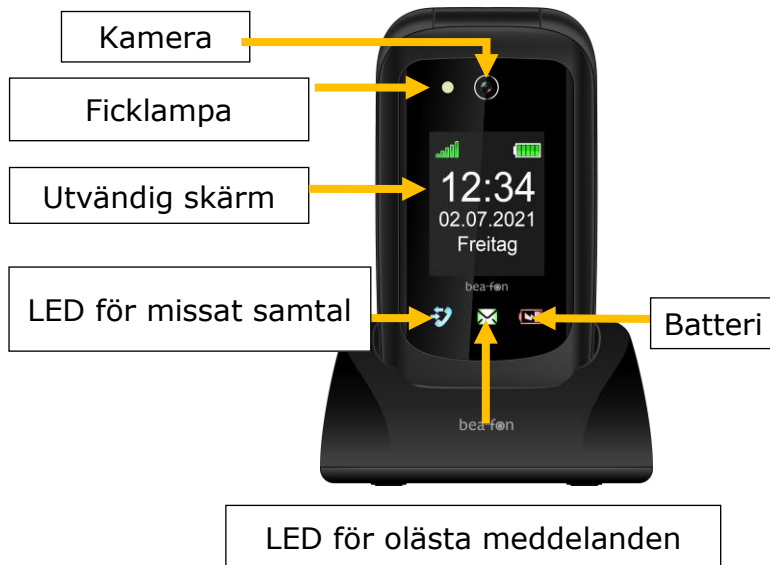 Kamera
Ficklampa
Utvändig skärm
12:34
02.07.2021
Freitag
bea-fon
LED för missat samtal
Batteri
bea-fon
LED för olästa meddelanden